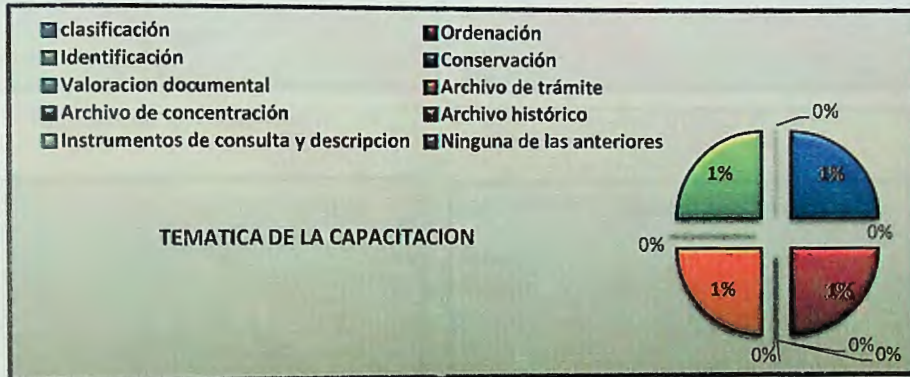 clasificación Ordenación
Identificación Conservación
Valoracion documental Archivo de trámite
Archivo de concentración Archivo histórico
Instrumentos de consulta y descripcion Ninguna de las anteriores
0%
1% 1%
TEMATICA DE LA CAPACITACION
0% 0%
1% 1%
0% 0% 0%